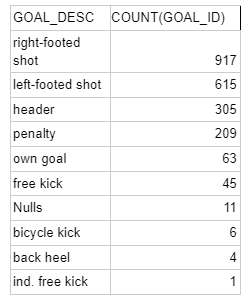 GOAL_DESC COUNT(GOAL_ID)
right-footed
shot 917
left-footed shot 615
header 305
penalty 209
own goal 63
free kick 45
Nulls 11
bicycle kick 6
back heel 4
ind. free kick 1